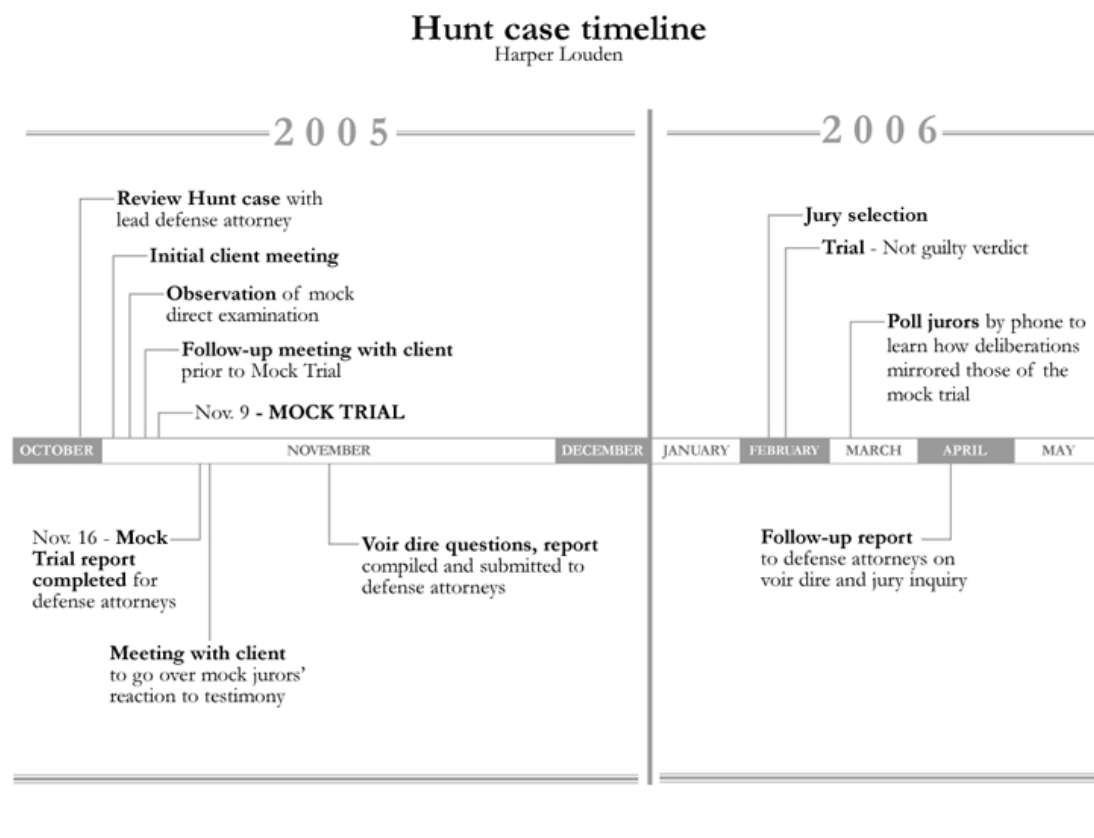 Hunt case timeline
Harper Louden
2005
2006
Review Hunt case with
lead defense attorney
Initial client meeting
Observation of mock
direct examination
Follow-up meeting with client
prior to Mock Trial
Nov. 9 - MOCK TRIAL
Jury selection
Trial - Not guilty verdict
Poll jurors by phone to
learn how deliberations
mirrored those of the
mock trial
OCTOBER NOVEMBER DECEMBER JANUARY FEBRUARY MARCH APRIL MAY
Nov. 16 - Mock
Trial report
completed for
defense attorneys
Meeting with client
to go over mock jurors'
reaction to testimony
Voir dire questions, report
compiled and submitted to
defense attorneys
Follow-up report
to defense attorneys on
voir dire and jury inquiry